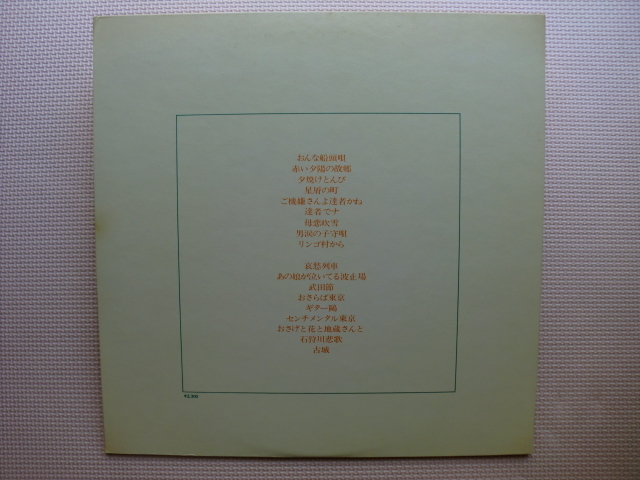 おんな船頭唄
赤い夕陽の故郷
夕焼けとんび
星屑の町
ご機嫌さんよ達者かね
達者でナ
母恋吹雪
男涙の子守唄
リンゴ村から
哀愁列車
あの娘が泣いてる波止場
武田節
おさらば東京
ギター鴎
センチメンタル東京
おさげと花と地蔵さんと
石狩川悲歌
古城